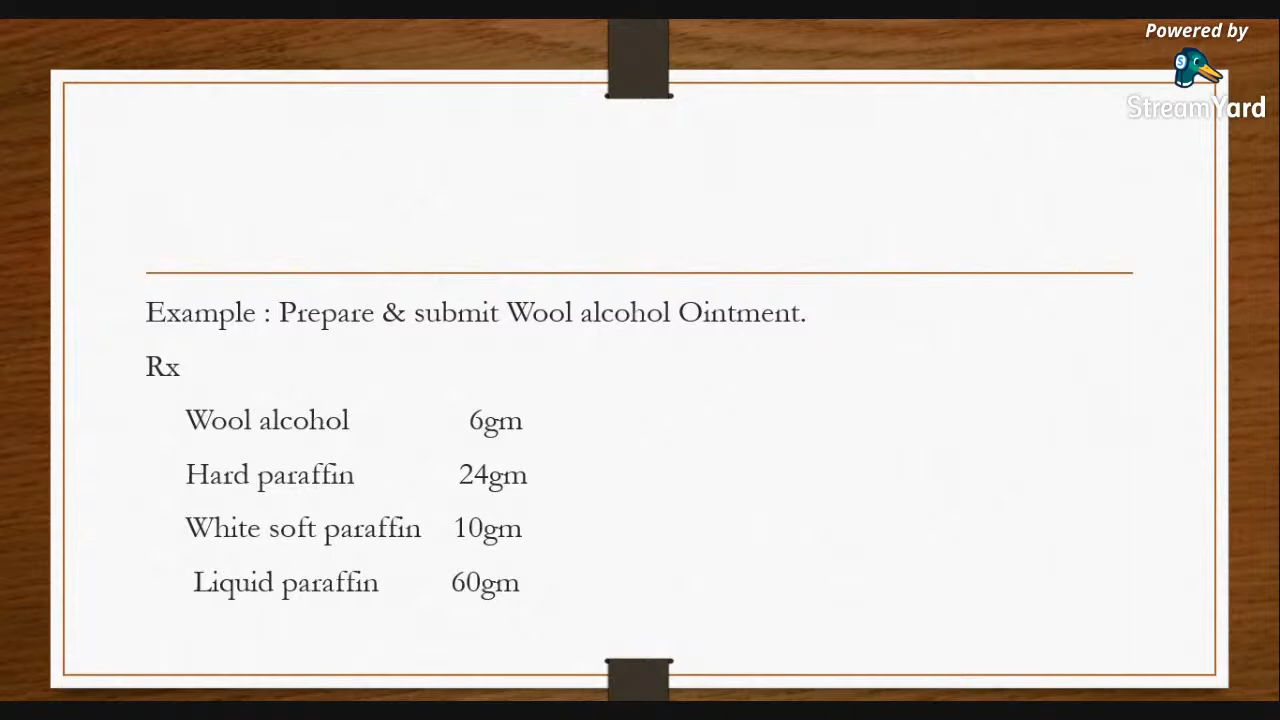 Powered by
StreamYard
Example : Prepare & submit Wool alcohol Ointment.
Rx
Wool alcohol 6gm
Hard paraffin 24gm
White soft paraffin 10gm
Liquid paraffin 60gm